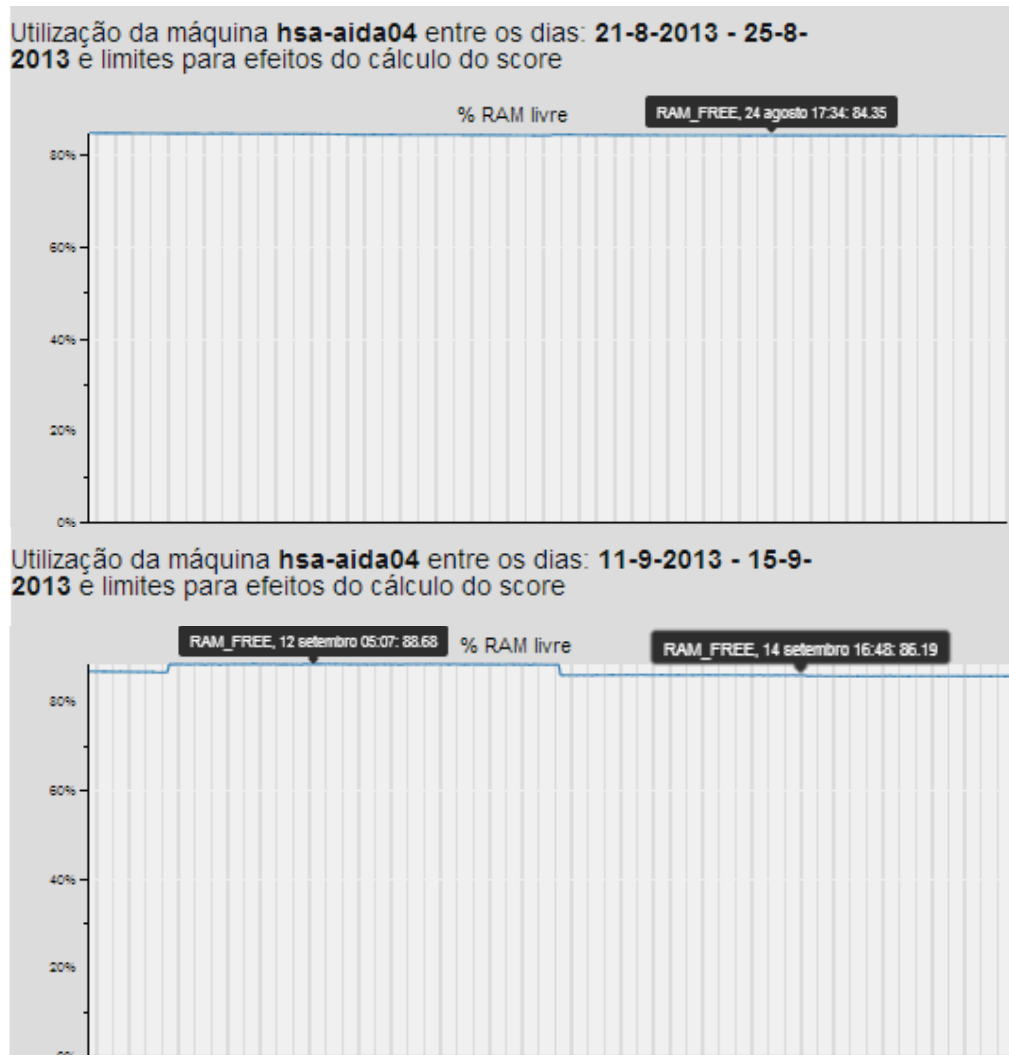 Utilização da máquina hsa-aida04 entre os dias: 21-8-2013 - 25-8-
2013 e limites para efeitos do cálculo do score
% RAM livre
RAM_FREE, 24 agosto 17:34: 84.35
80%
60%
40%
20%
0%
Utilização da máquina hsa-aida04 entre os dias: 11-9-2013 - 15-9-
2013 e limites para efeitos do cálculo do score
RAM_FREE, 12 setembro 05:07: 88.68
% RAM livre
RAM_FREE, 14 setembro 16:48: 86.19
80%
60%
40%
20%